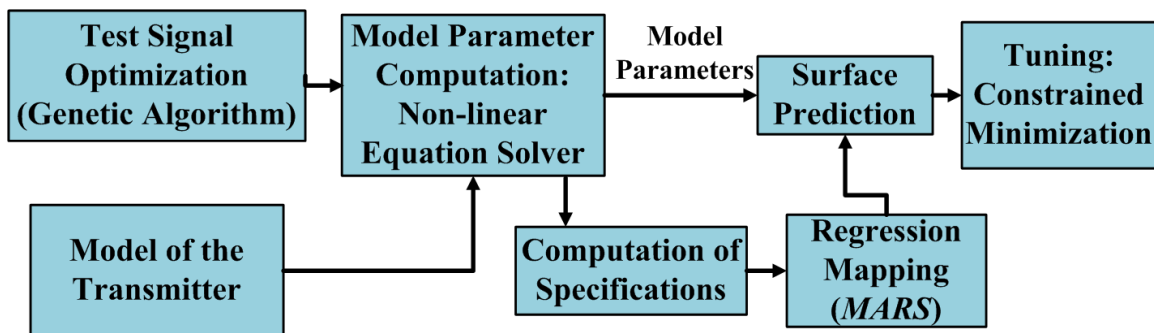 Test Signal
Optimization
(Genetic Algorithm)
Model Parameter
Computation:
Non-linear
Equation Solver
Model
Parameters
Surface
Prediction
Tuning:
Constrained
Minimization
Model of the
Transmitter
Computation of
Specifications
Regression
Mapping
(MARS)